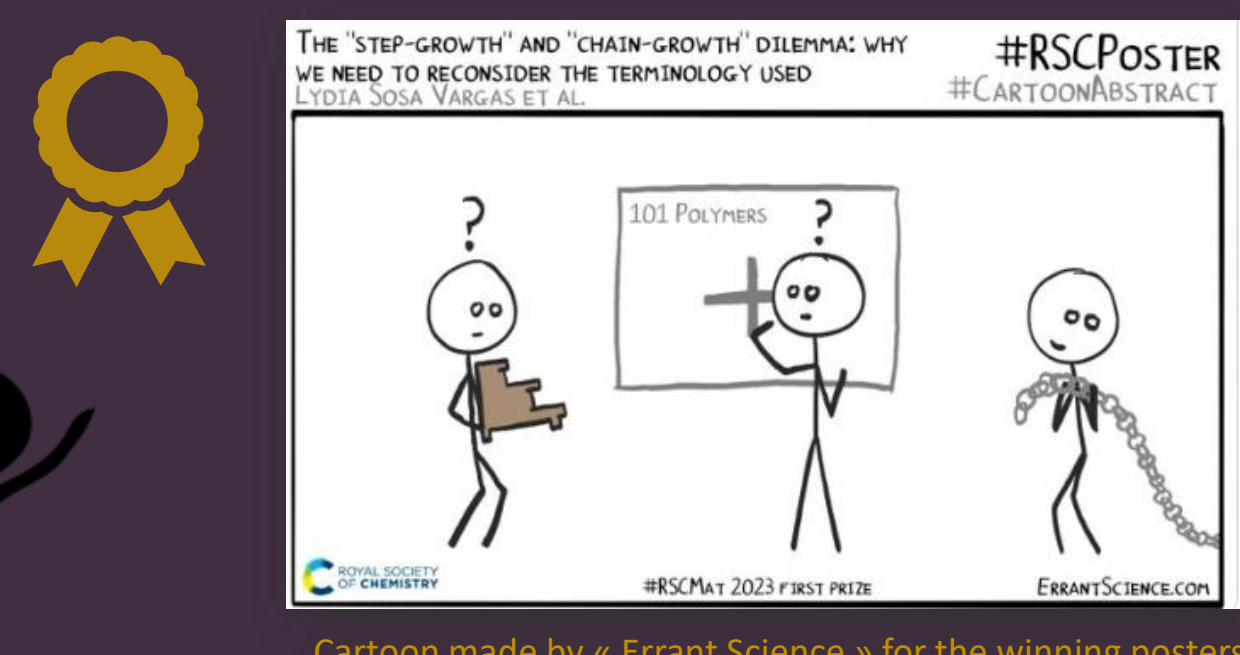 THE "STEP-GROWTH" AND "CHAIN-GROWTH" DILEMMA: WHY
WE NEED TO RECONSIDER THE TERMINOLOGY USED
LYDIA SOSA VARGAS ET AL.
#RSCPOSTER
#CARTOONABSTRACT
?
101 POLYMERS
?
ROYAL SOCIETY
OF CHEMISTRY
#RSCMAT 2023 FIRST PRIZE
ERRANTSCIENCE.COM
Cartoon made by « Errant Science » for the winning posters